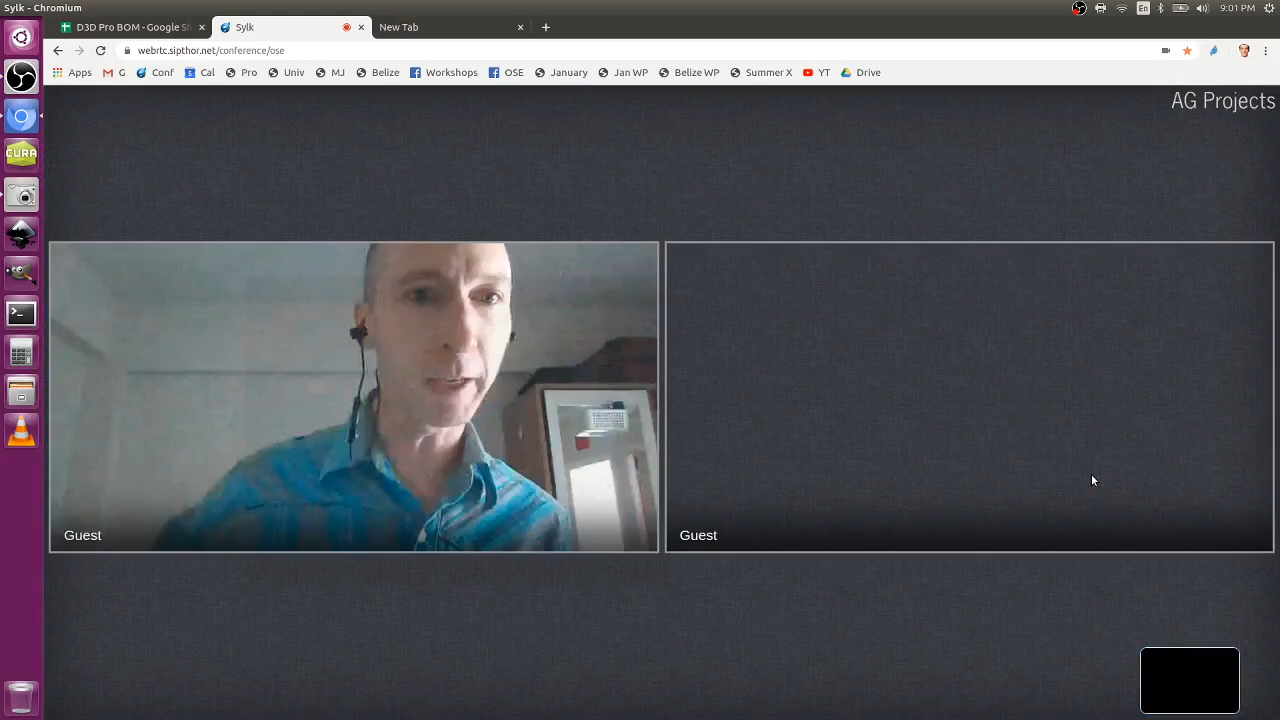 Sylk - Chromium
En
9:01 PM
D3D Pro BOM - Google Sh
Sylk
New Tab
webrtc.sipthor.net/conference/ose
Apps
G
Conf
Cal
Pro
Univ
MJ
Belize
Workshops
OSE
January
Jan WP
Belize WP
Summer X
YT
Drive
AG Projects
CURA
Guest
Guest